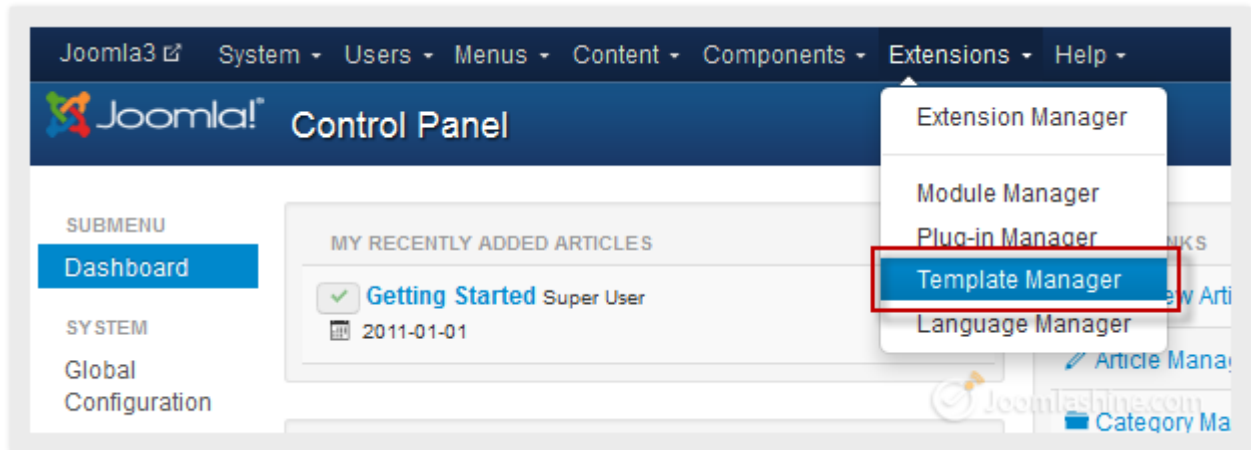 Joomla3 System Users Menus Content Components Extensions Help
Joomla!® Control Panel
Extension Manager
Module Manager
Plug-in Manager
Template Manager
Language Manager
SUBMENU
Dashboard
SYSTEM
Global
Configuration
MY RECENTLY ADDED ARTICLES
Getting Started Super User
2011-01-01
Article
Category
Joomlashine.com